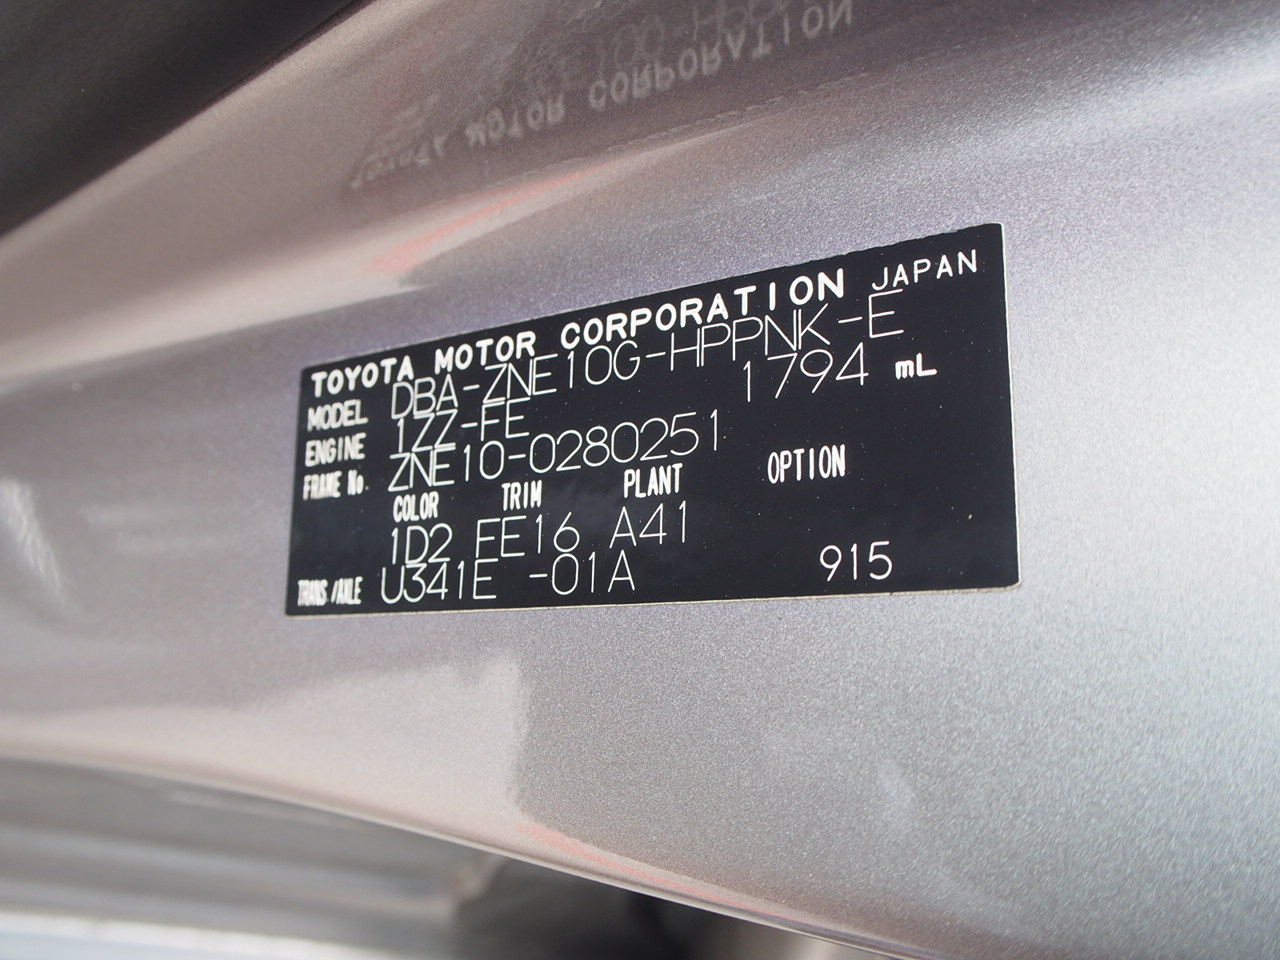 TOYOTA MOTOR CORPORATION JAPAN
MODEL DBA-ZNE10G-HPPNK-E
ENGINE 1ZZ-FE 1794 mL
FRAME No. ZNE10-0280251
COLOR TRIM PLANT OPTION
1D2 FE16 A41
TRANS/AXLE U341E -01A 915